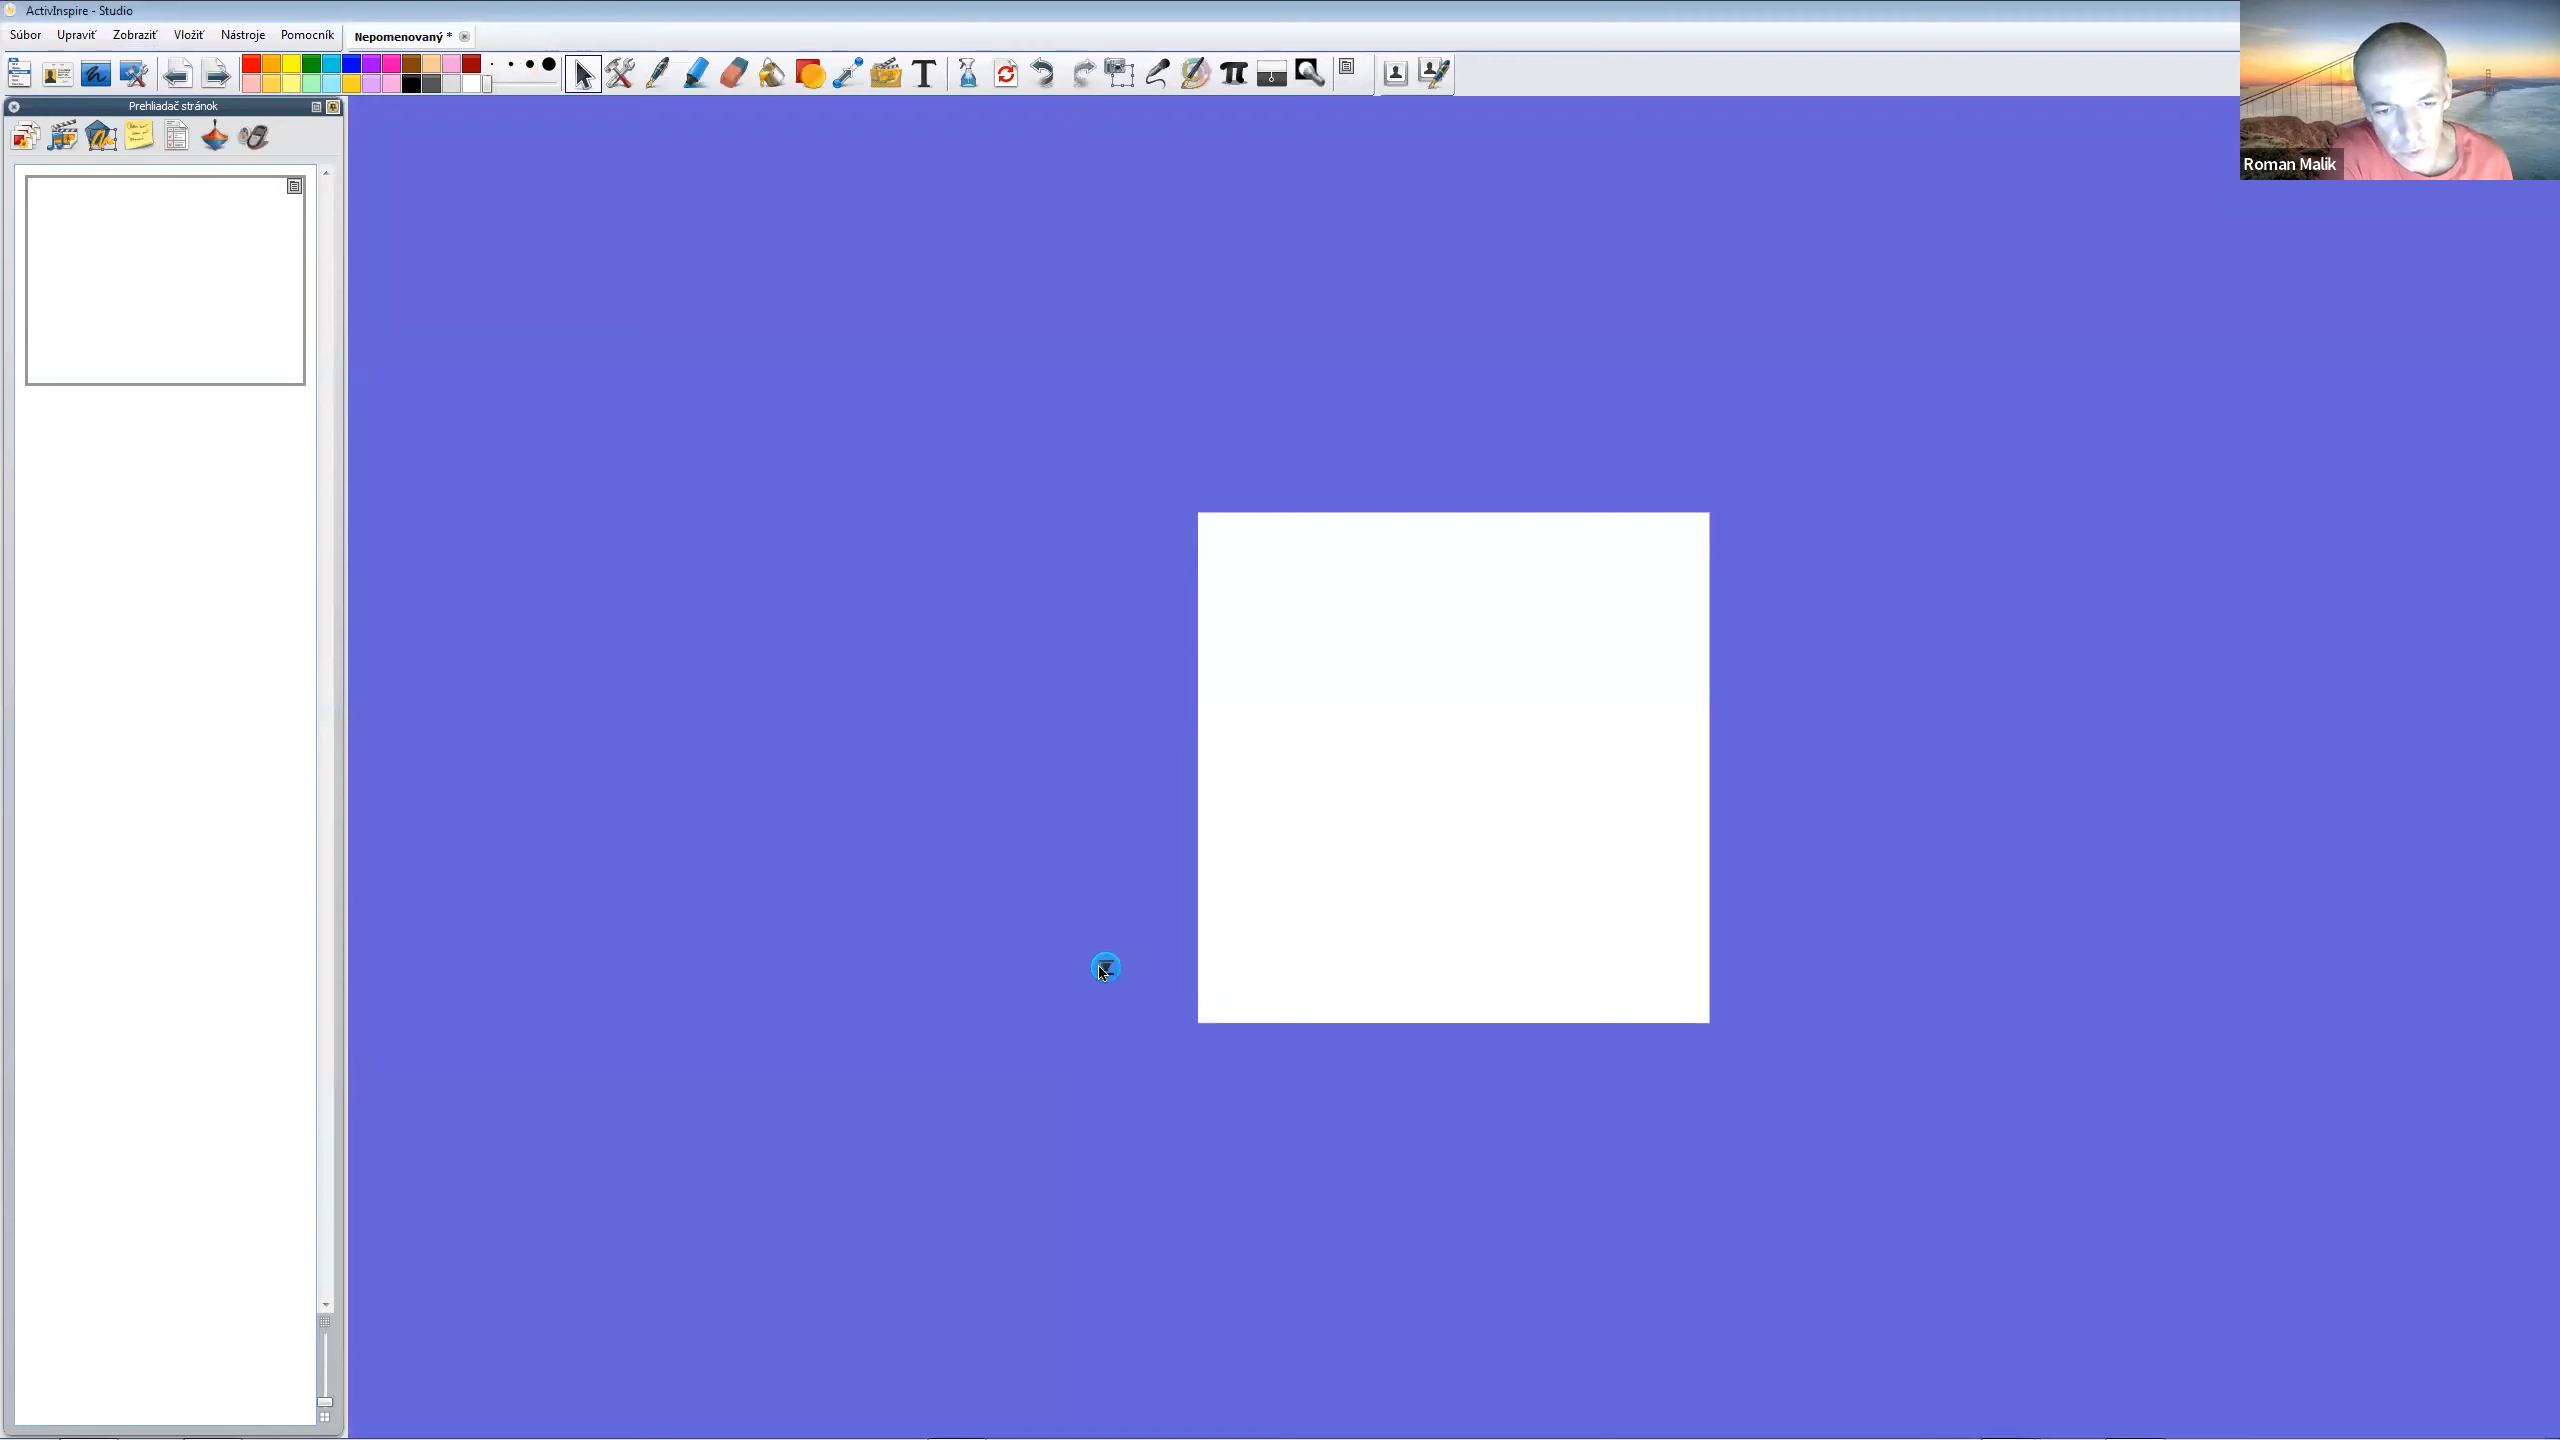 ActivInspire - Studio
Súbor Upraviť Zobraziť Vložiť Nástroje Pomocník
Nepomenovaný *
Prehliadač stránok
Roman Malik